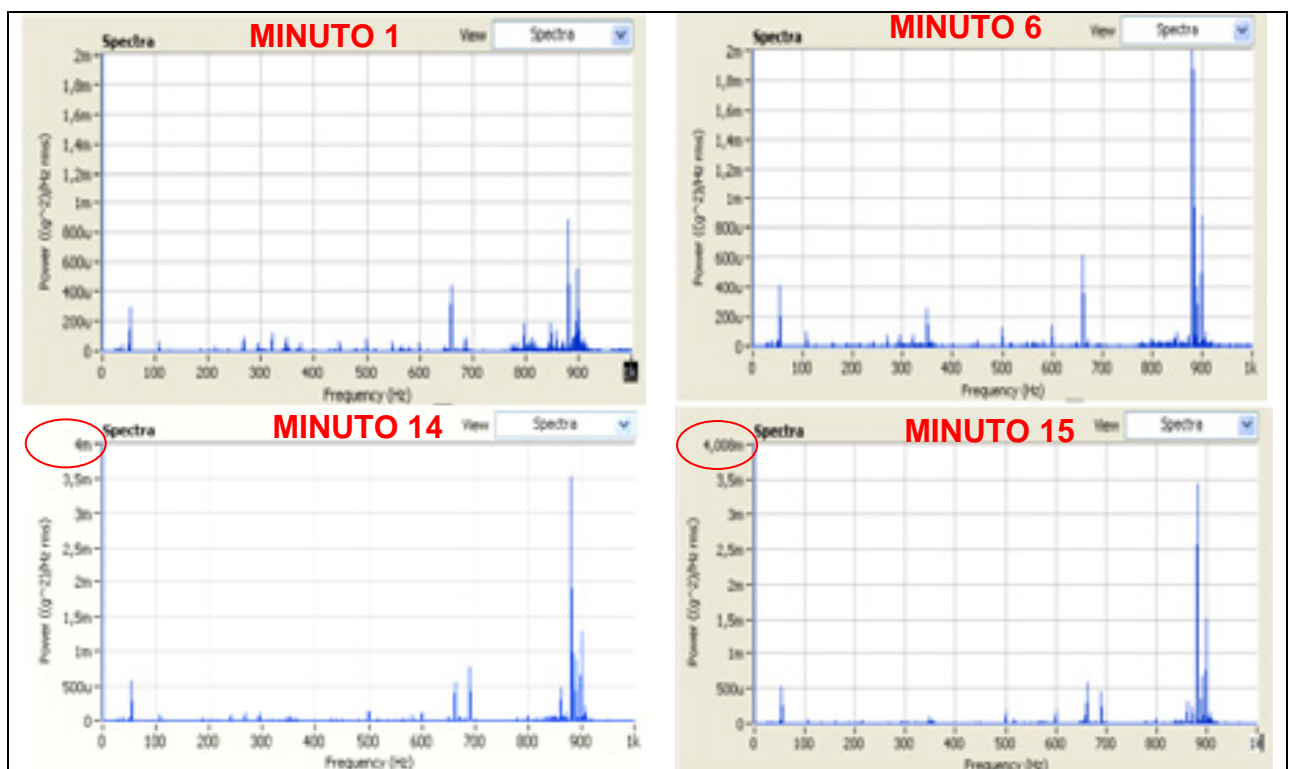 MINUTO 1
Spectra
View Spectra
2m
1,8m
1,6m
1,4m
1,2m
1m
800u
600u
400u
200u
0
Power ((g^2)/Hz rms)
0 100 200 300 400 500 600 700 800 900 1k
Frequency (Hz)
MINUTO 6
Spectra
View Spectra
2m
1,8m
1,6m
1,4m
1,2m
1m
800u
600u
400u
200u
0
Power ((g^2)/Hz rms)
0 100 200 300 400 500 600 700 800 900 1k
Frequency (Hz)
MINUTO 14
Spectra
View Spectra
4m
3,5m
3m
2,5m
2m
1,5m
1m
500u
0
Power ((g^2)/Hz rms)
0 100 200 300 400 500 600 700 800 900 1k
Frequency (Hz)
MINUTO 15
Spectra
View Spectra
4,008m
3,5m
3m
2,5m
2m
1,5m
1m
500u
0
Power ((g^2)/Hz rms)
0 100 200 300 400 500 600 700 800 900
Frequency (Hz)